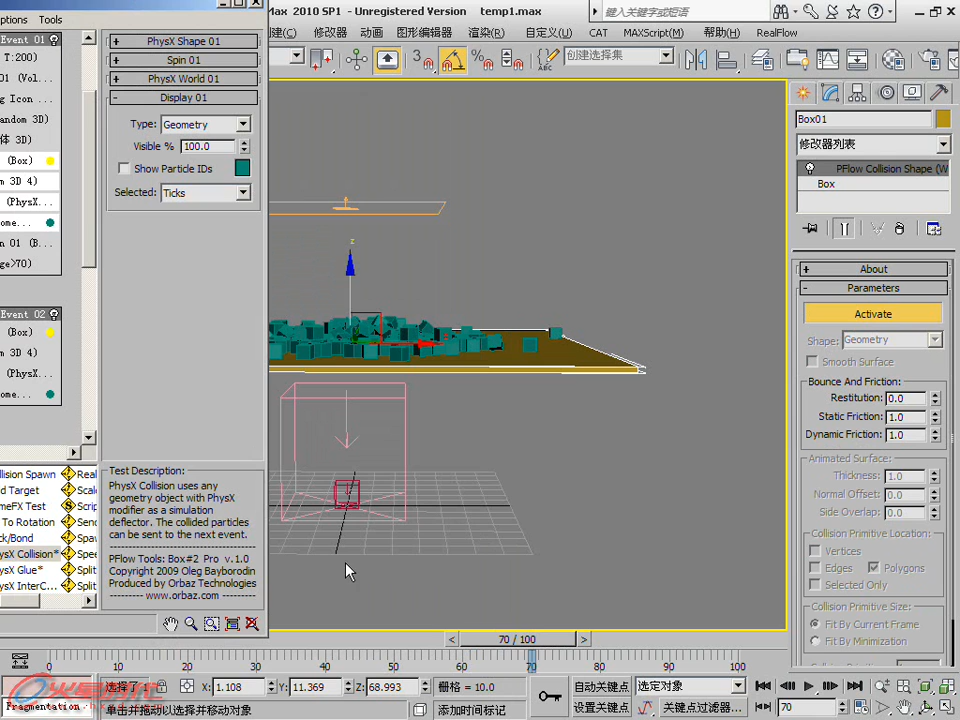 Max 2010 SP1 - Unregistered Version temp1.max
键入关键字或短语
ptions Tools
修改器 动画 图形编辑器 渲染(R) 自定义(U) CAT MAXScript(M) 帮助(H) RealFlow
创建选择集
Event 01
T:200)
01 (Vol...
ng Icon ...
andom 3D)
体 3D)
(Box)
m 3D 4)
(PhysX...
ome...
n 01 (B...
ge>70)
Event 02
(Box)
m 3D 4)
(PhysX...
ome...
PhysX Shape 01
Spin 01
PhysX World 01
Display 01
Type: Geometry
Visible % 100.0
Show Particle IDs
Selected: Ticks
llision Spawn
d Target
meFX Test
To Rotation
ck/Bond
ysX Collision*
ysX Glue*
ysX InterC...
Real
Scal
Scri
Sen
Spe
Split
Split
Test Description:
PhysX Collision uses any
geometry object with PhysX
modifier as a simulation
deflector. The collided particles
can be sent to the next event.
PFlow Tools: Box#2 Pro v.1.0
Copyright 2009 Oleg Bayborodin
Produced by Orbaz Technologies
-------- www.orbaz.com --------
z
Box01
修改器列表
PFlow Collision Shape (W
Box
About
Parameters
Activate
Shape: Geometry
Smooth Surface
Bounce And Friction:
Restitution: 0.0
Static Friction: 1.0
Dynamic Friction: 1.0
Animated Surface:
Thickness: 1.0
Normal Offset: 0.0
Side Overlap: 0.0
Collision Primitive Location:
Vertices
Edges Polygons
Selected Only
Collision Primitive Size:
Fit By Current Frame
Fit By Minimization
70 / 100
10 20 30 40 50 60 70 80 90 100
选择了 1
X: 1.108 Y: 11.369 Z: 68.993 栅格 = 10.0
自动关键点 选定对象
Fragmentation
单击并拖动以选择并移动对象
添加时间标记
设置关键点 关键点过滤器...
70